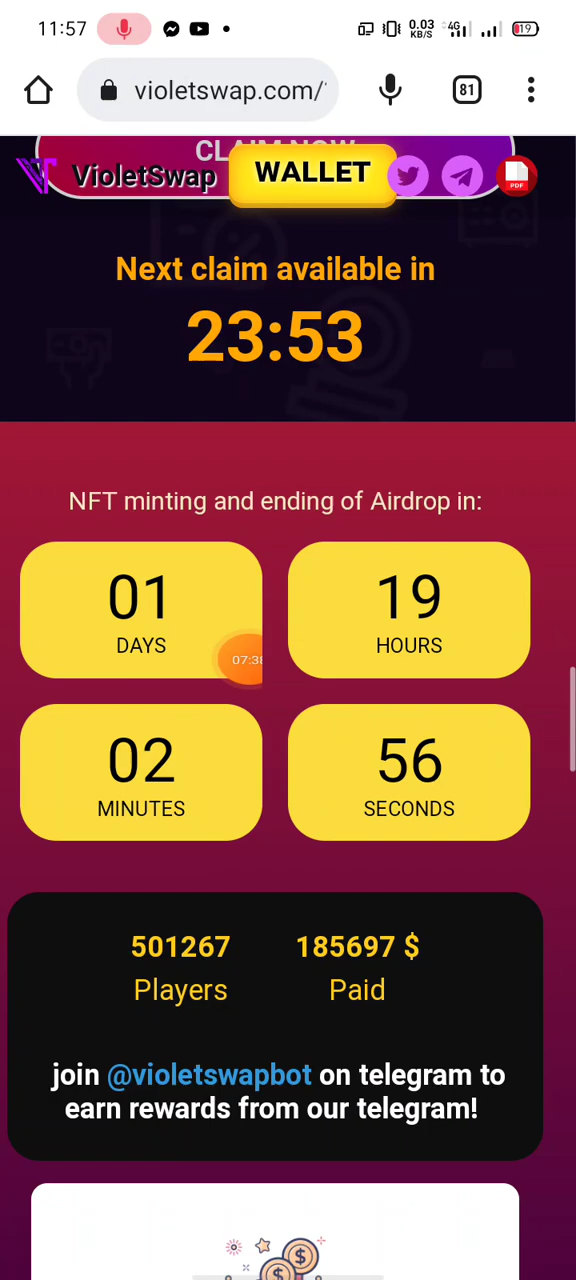 11:57
0.03
KB/S
4G
19
violetswap.com/
81
CLAIM NOW
VioletSwap
WALLET
PDF
Next claim available in
23:53
NFT minting and ending of Airdrop in:
01
DAYS
19
HOURS
07:38
02
MINUTES
56
SECONDS
501267
Players
185697 $
Paid
join @violetswapbot on telegram to
earn rewards from our telegram!